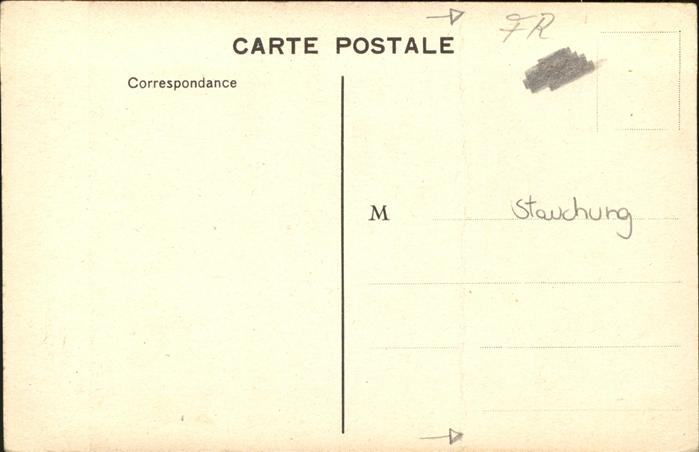 FR
CARTE POSTALE
Correspondance
M
Stauchung